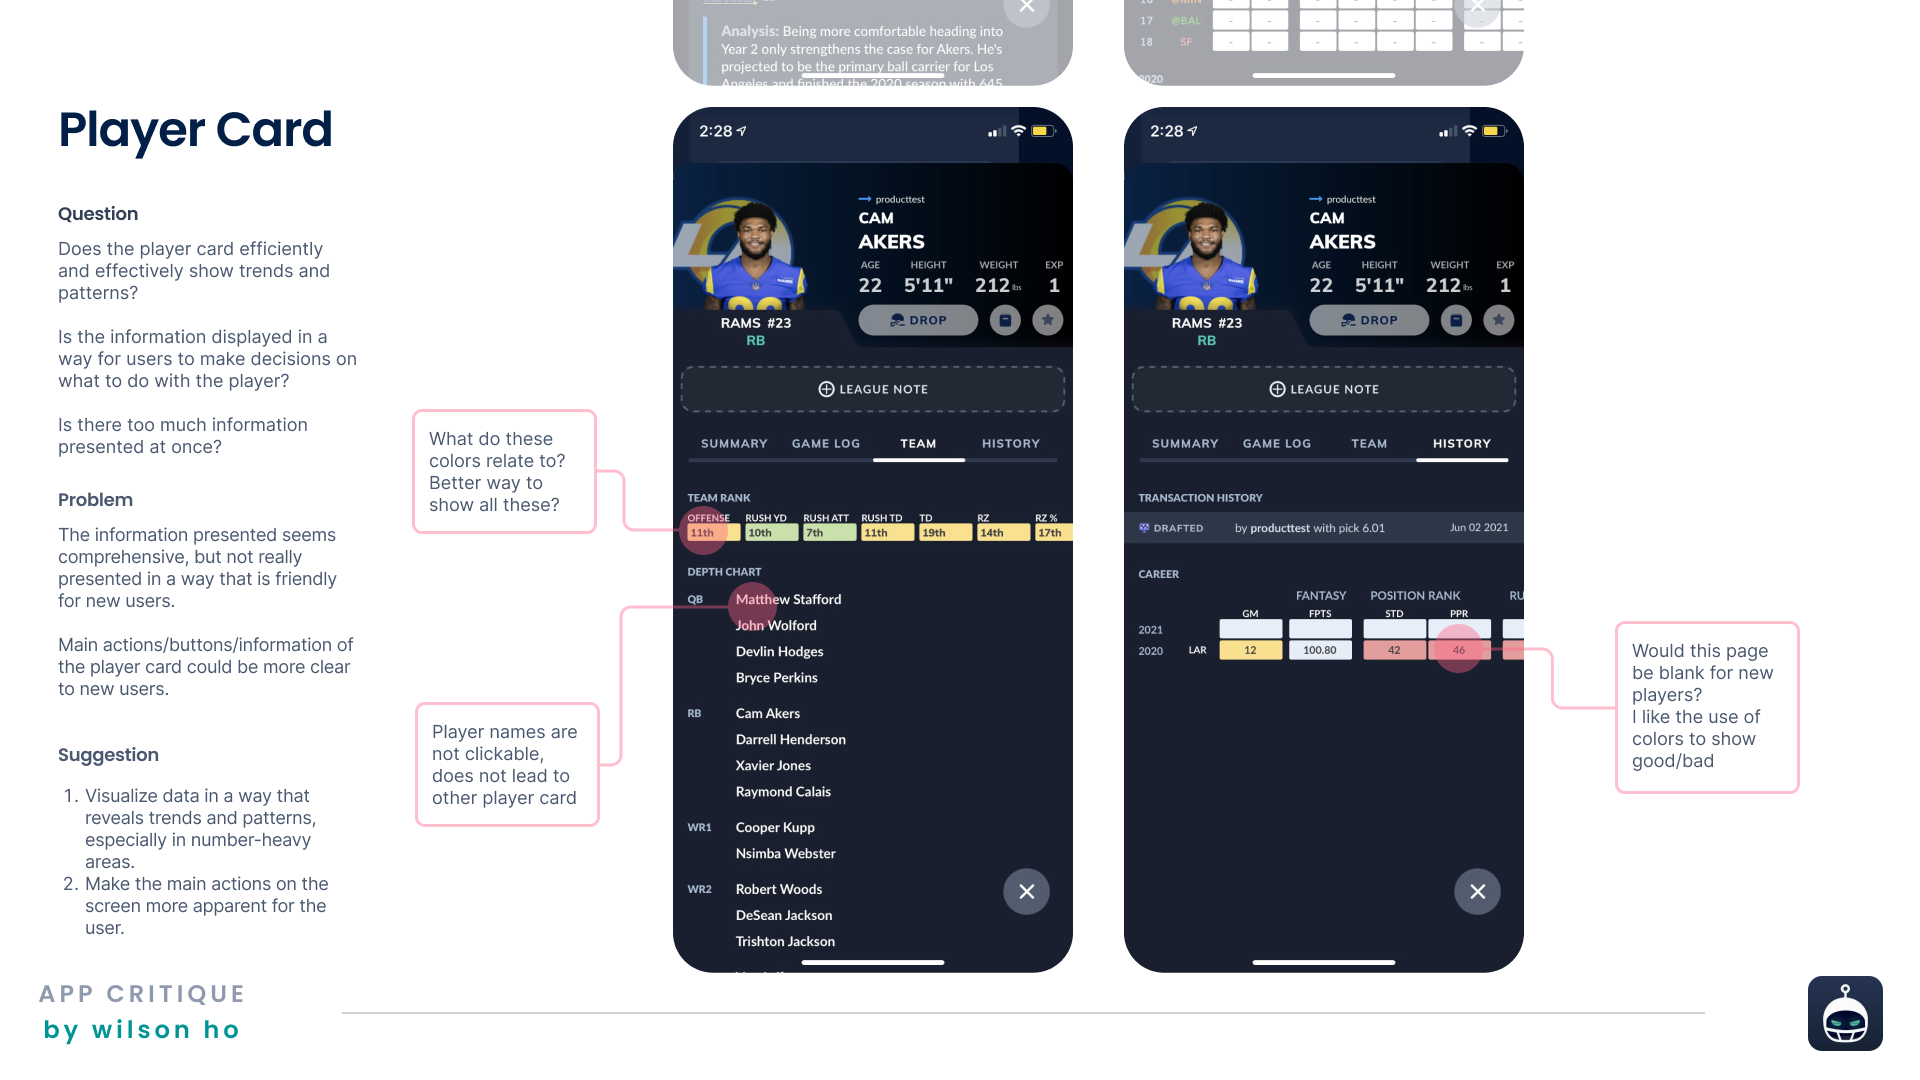 Analysis: Being more comfortable heading into
Year 2 only strengthens the case for Akers. He's
projected to be the primary ball carrier for Los
Angeles and finished the 2020 season with 645
@MIN - - - - - -
17 @BAL - - - - - - -
18 SF - - - - - - -
2020
Player Card
Question
Does the player card efficiently
and effectively show trends and
patterns?
Is the information displayed in a
way for users to make decisions on
what to do with the player?
Is there too much information
presented at once?
Problem
The information presented seems
comprehensive, but not really
presented in a way that is friendly
for new users.
Main actions/buttons/information of
the player card could be more clear
to new users.
Suggestion
1. Visualize data in a way that
reveals trends and patterns,
especially in number-heavy
areas.
2. Make the main actions on the
screen more apparent for the
user.
What do these
colors relate to?
Better way to
show all these?
Player names are
not clickable,
does not lead to
other player card
2:28
producttest
CAM
AKERS
AGE HEIGHT WEIGHT EXP
22 5'11" 212 lbs 1
DROP
RAMS #23
RB
LEAGUE NOTE
SUMMARY GAME LOG TEAM HISTORY
TEAM RANK
OFFENSE RUSH YD RUSH ATT RUSH TD TD RZ RZ %
11th 10th 7th 11th 19th 14th 17th
DEPTH CHART
QB Matthew Stafford
John Wolford
Devlin Hodges
Bryce Perkins
RB Cam Akers
Darrell Henderson
Xavier Jones
Raymond Calais
WR1 Cooper Kupp
Nsimba Webster
WR2 Robert Woods
DeSean Jackson
Trishton Jackson
2:28
producttest
CAM
AKERS
AGE HEIGHT WEIGHT EXP
22 5'11" 212 lbs 1
DROP
RAMS #23
RB
LEAGUE NOTE
SUMMARY GAME LOG TEAM HISTORY
TRANSACTION HISTORY
DRAFTED by producttest with pick 6.01 Jun 02 2021
CAREER
FANTASY POSITION RANK RU
GM FPTS STD PPR
2021
2020 LAR 12 100.80 42 46
Would this page
be blank for new
players?
I like the use of
colors to show
good/bad
APP CRITIQUE
by wilson ho